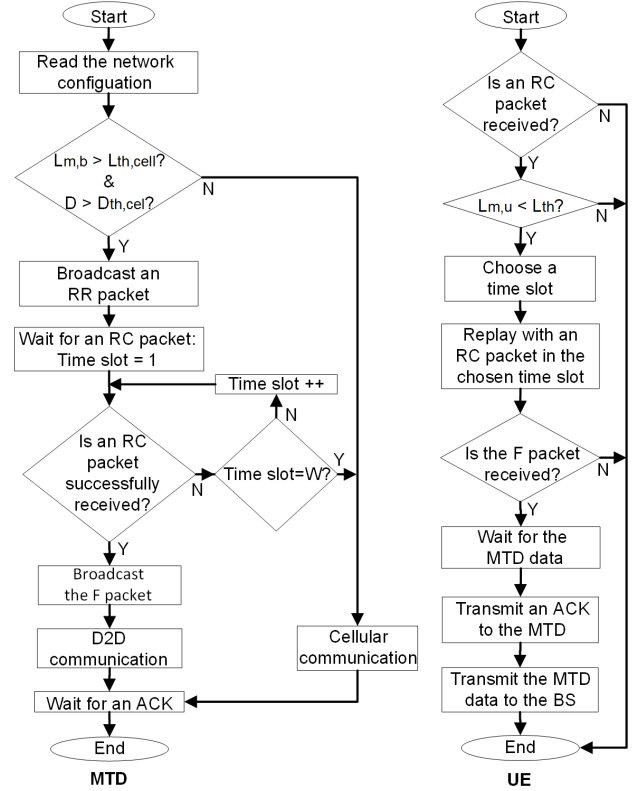 Start
Read the network
configuation
Lm,b > Lth,cell?
&
D > Dth,cel?
N
Y
Broadcast an
RR packet
Wait for an RC packet:
Time slot = 1
Time slot ++
N
Is an RC
packet
successfully
received?
N
Time slot=W?
Y
Y
Broadcast
the F packet
D2D
communication
Cellular
communication
Wait for an ACK
End
MTD
Start
Is an RC
packet
received?
N
Y
Lm,u < Lth?
N
Y
Choose a
time slot
Replay with an
RC packet in the
chosen time slot
Is the F packet
received?
N
Y
Wait for the
MTD data
Transmit an ACK
to the MTD
Transmit the MTD
data to the BS
End
UE